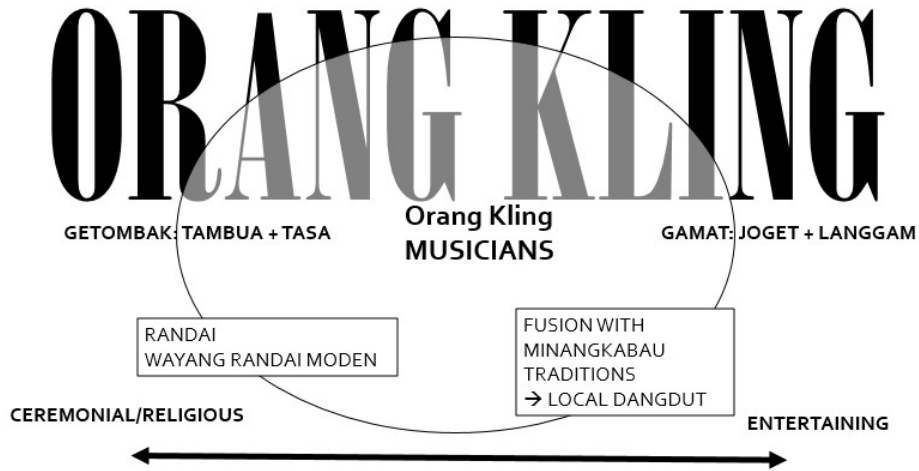 ORANG KLING
Orang Kling
MUSICIANS
GETOMBAK: TAMBUA + TASA
GAMAT: JOGET + LANGGAM
RANDAI
WAYANG RANDAI MODEN
FUSION WITH
MINANGKABAU
TRADITIONS
→ LOCAL DANGDUT
CEREMONIAL/RELIGIOUS
ENTERTAINING